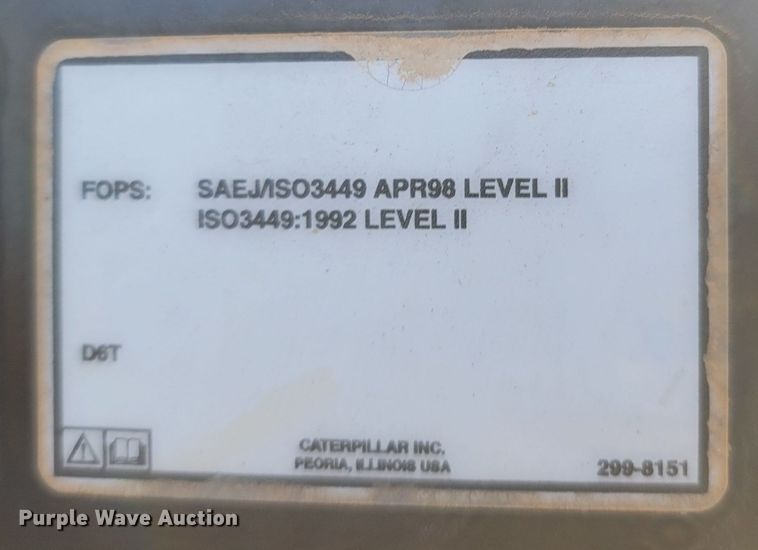 FOPS: SAEJ/ISO3449 APR98 LEVEL II
ISO3449:1992 LEVEL II
D6T
CATERPILLAR INC.
PEORIA, ILLINOIS USA
299-8151
Purple Wave Auction